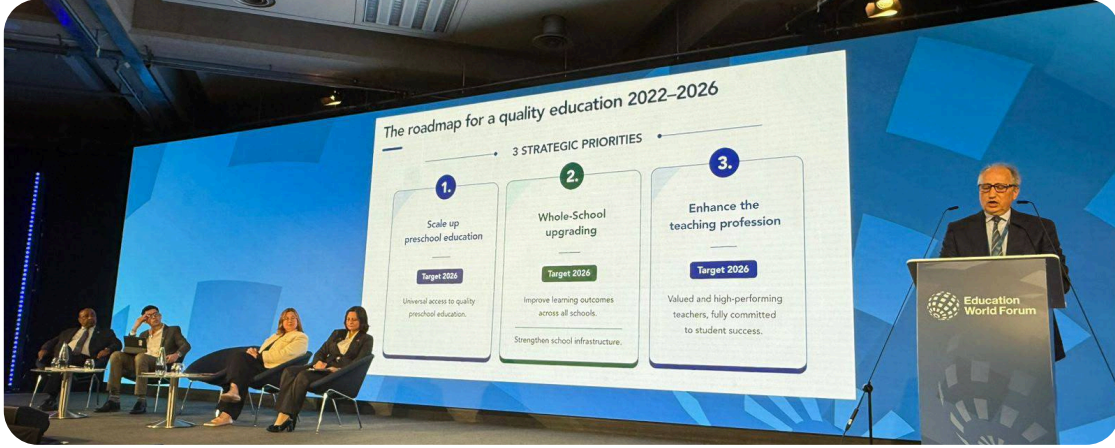 The roadmap for a quality education 2022–2026
3 STRATEGIC PRIORITIES
1.
Scale up
preschool education
Target 2026
Universal access to quality
preschool education.
2.
Whole-School
upgrading
Target 2026
Improve learning outcomes
across all schools.
Strengthen school infrastructure.
3.
Enhance the
teaching profession
Target 2026
Valued and high-performing
teachers, fully committed
to student success.
Education
World Forum